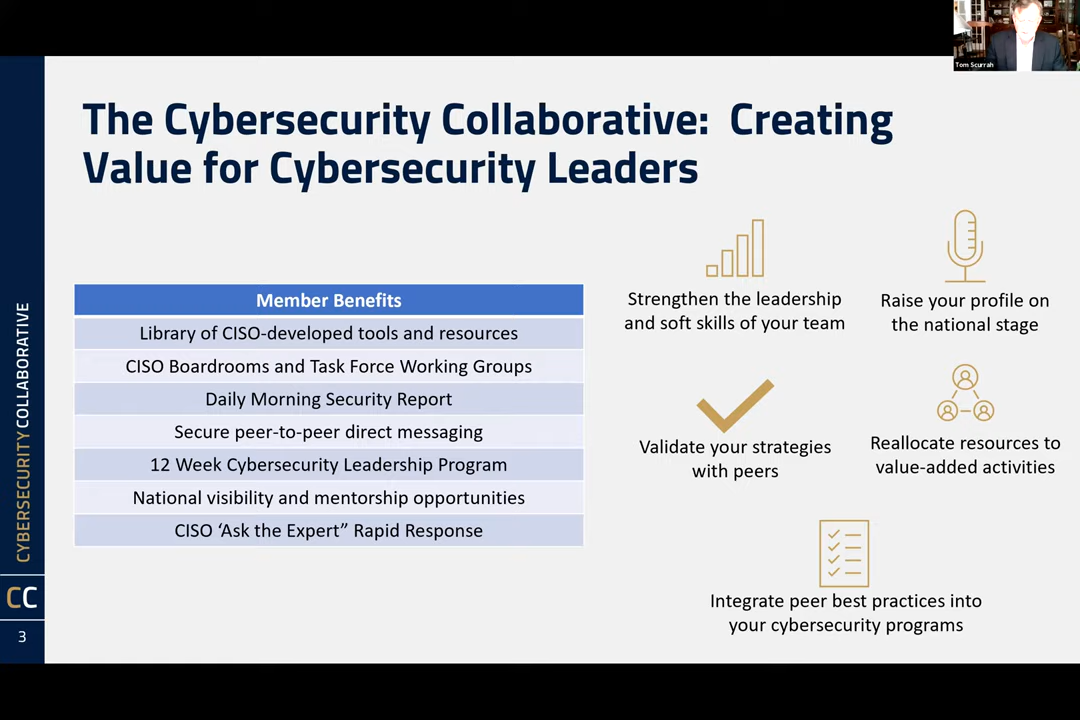 Tom Scurrah
The Cybersecurity Collaborative: Creating
Value for Cybersecurity Leaders
Member Benefits
Library of CISO-developed tools and resources
CISO Boardrooms and Task Force Working Groups
Daily Morning Security Report
Secure peer-to-peer direct messaging
12 Week Cybersecurity Leadership Program
National visibility and mentorship opportunities
CISO ‘Ask the Expert” Rapid Response
Strengthen the leadership
and soft skills of your team
Raise your profile on
the national stage
Validate your strategies
with peers
Reallocate resources to
value-added activities
Integrate peer best practices into
your cybersecurity programs
CYBERSECURITY COLLABORATIVE
CC
3